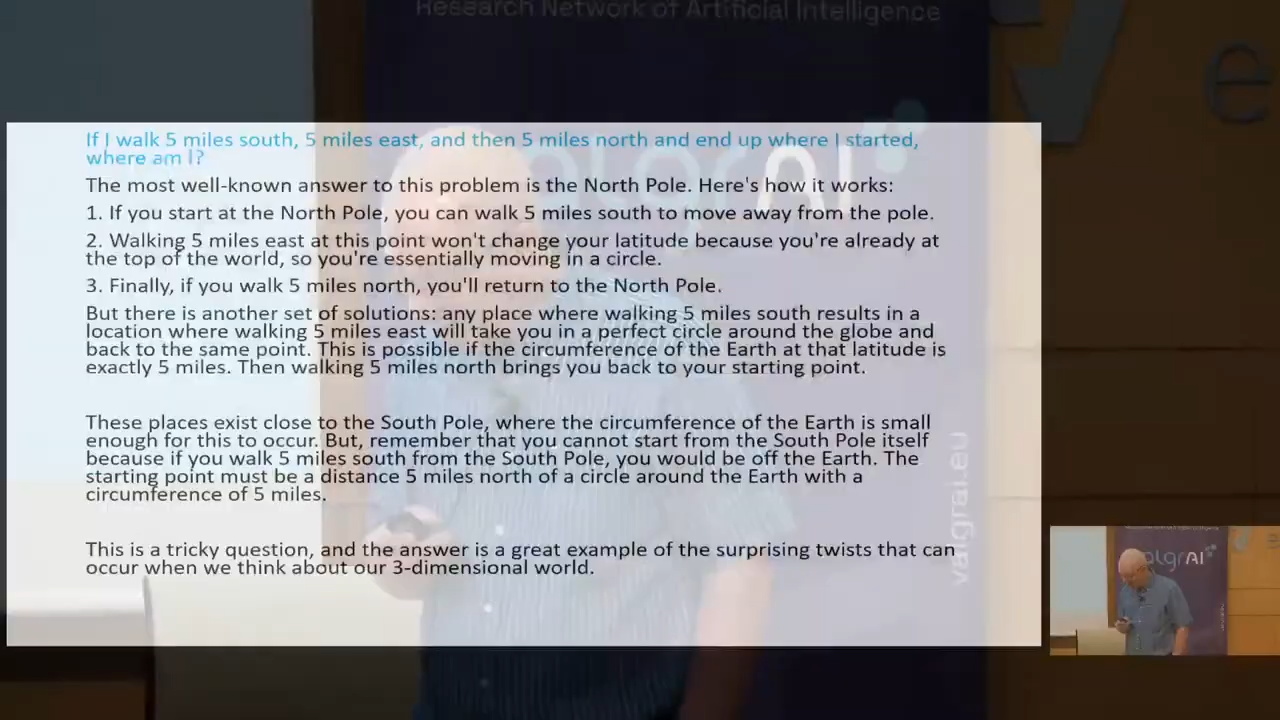 Research Network of Artificial Intelligence
If I walk 5 miles south, 5 miles east, and then 5 miles north and end up where I started,
where am I?
The most well-known answer to this problem is the North Pole. Here's how it works:
1. If you start at the North Pole, you can walk 5 miles south to move away from the pole.
2. Walking 5 miles east at this point won't change your latitude because you're already at
the top of the world, so you're essentially moving in a circle.
3. Finally, if you walk 5 miles north, you'll return to the North Pole.
But there is another set of solutions: any place where walking 5 miles south results in a
location where walking 5 miles east will take you in a perfect circle around the globe and
back to the same point. This is possible if the circumference of the Earth at that latitude is
exactly 5 miles. Then walking 5 miles north brings you back to your starting point.
These places exist close to the South Pole, where the circumference of the Earth is small
enough for this to occur. But, remember that you cannot start from the South Pole itself
because if you walk 5 miles south from the South Pole, you would be off the Earth. The
starting point must be a distance 5 miles north of a circle around the Earth with a
circumference of 5 miles.
This is a tricky question, and the answer is a great example of the surprising twists that can
occur when we think about our 3-dimensional world.
algrAI
valgrai.eu
algrAI